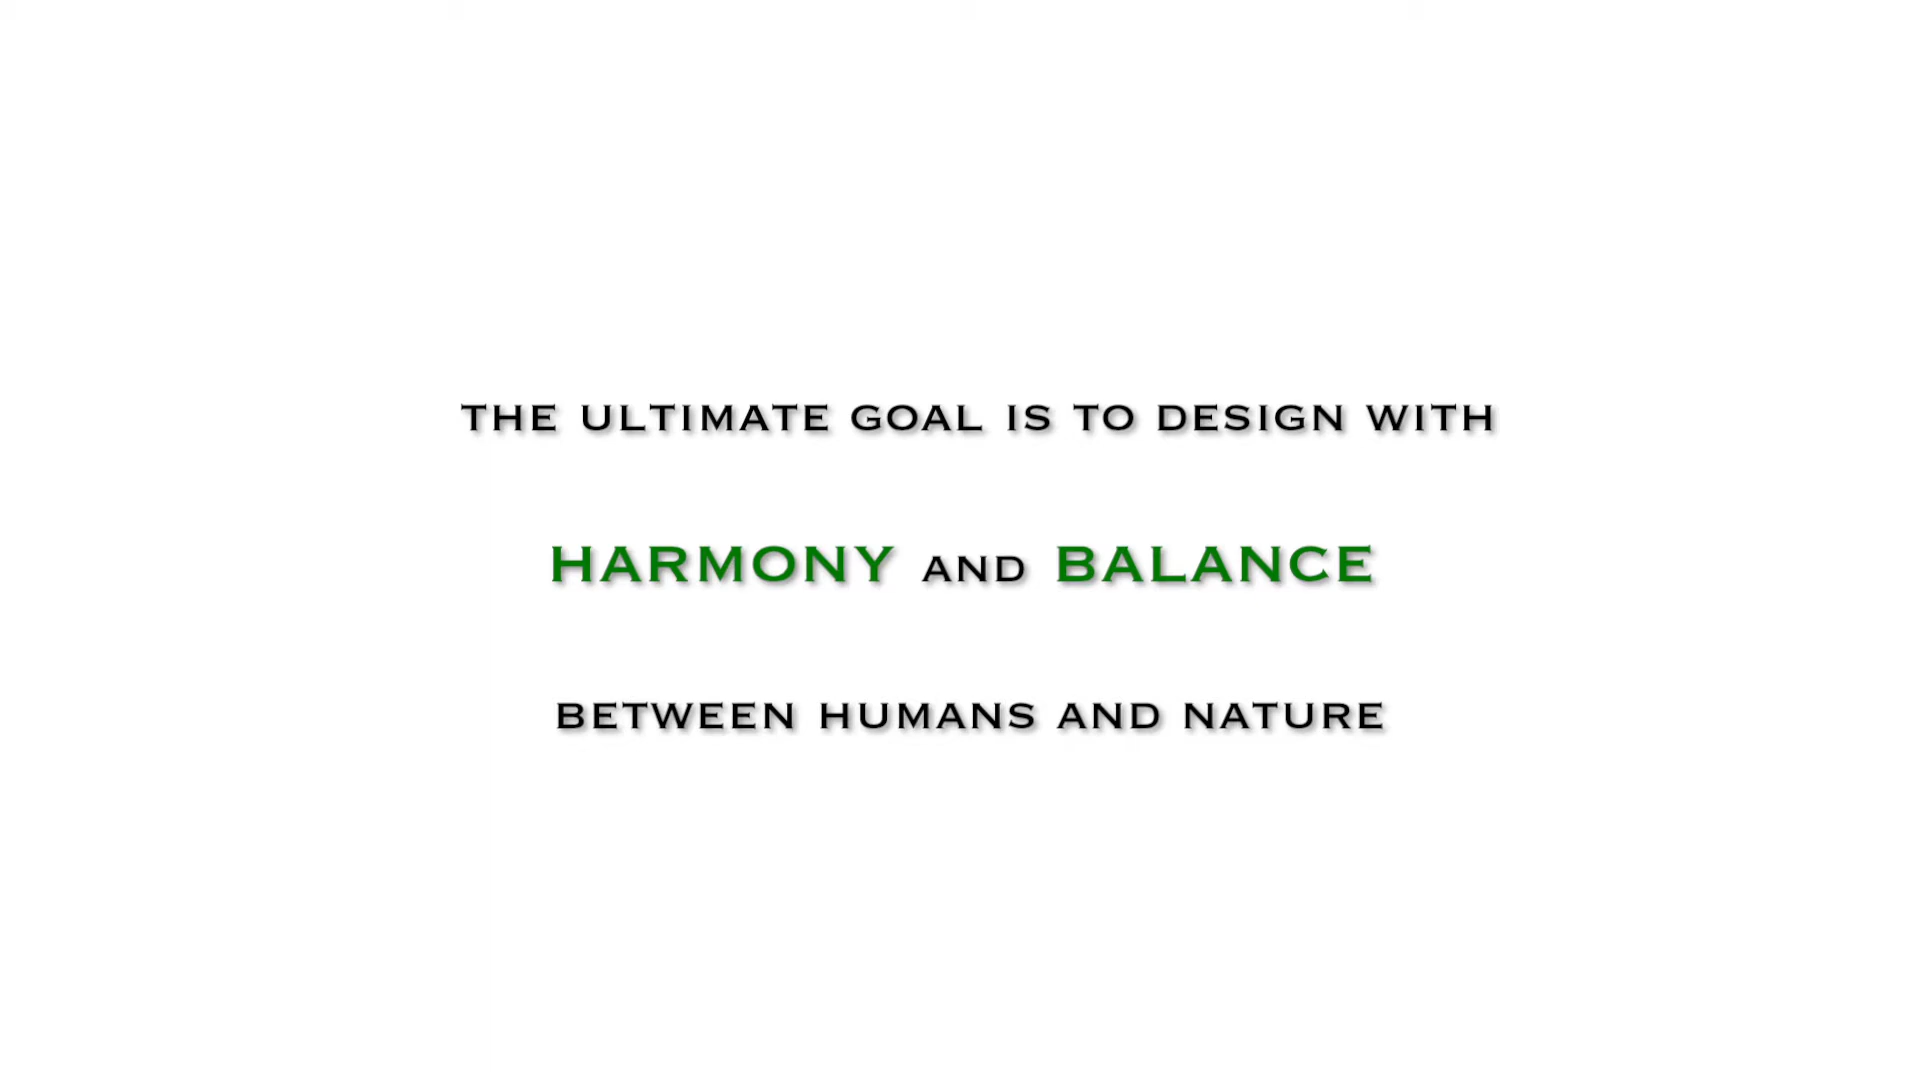 THE ULTIMATE GOAL IS TO DESIGN WITH
HARMONY AND BALANCE
BETWEEN HUMANS AND NATURE